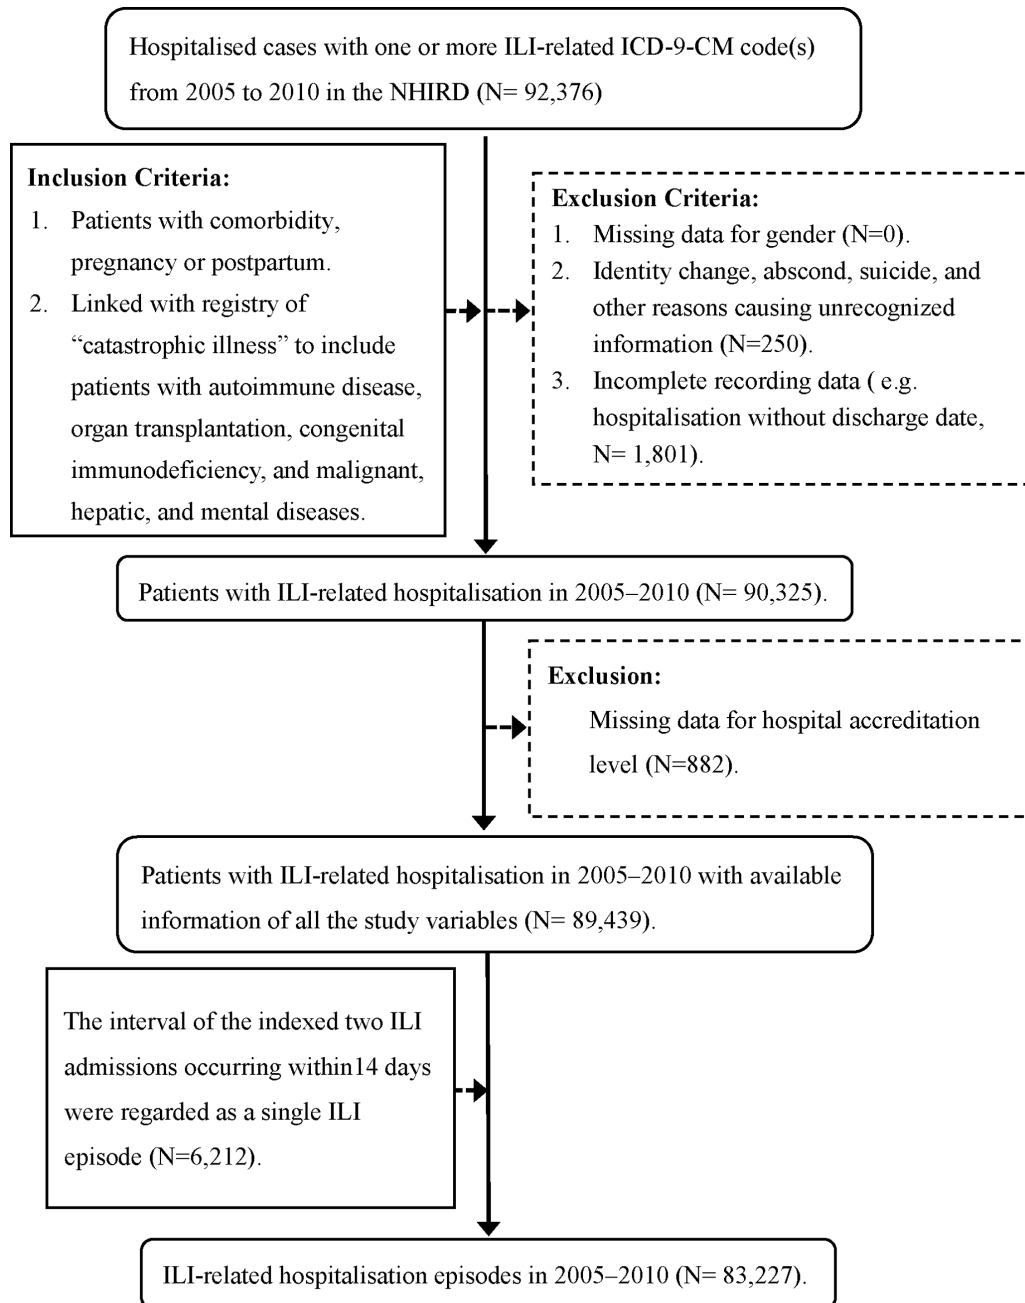 Hospitalised cases with one or more ILI-related ICD-9-CM code(s)
from 2005 to 2010 in the NHIRD (N= 92,376)
Inclusion Criteria:
1. Patients with comorbidity,
pregnancy or postpartum.
2. Linked with registry of
“catastrophic illness” to include
patients with autoimmune disease,
organ transplantation, congenital
immunodeficiency, and malignant,
hepatic, and mental diseases.
Exclusion Criteria:
1. Missing data for gender (N=0).
2. Identity change, abscond, suicide, and
other reasons causing unrecognized
information (N=250).
3. Incomplete recording data ( e.g.
hospitalisation without discharge date,
N= 1,801).
Patients with ILI-related hospitalisation in 2005–2010 (N= 90,325).
Exclusion:
Missing data for hospital accreditation
level (N=882).
Patients with ILI-related hospitalisation in 2005–2010 with available
information of all the study variables (N= 89,439).
The interval of the indexed two ILI
admissions occurring within14 days
were regarded as a single ILI
episode (N=6,212).
ILI-related hospitalisation episodes in 2005–2010 (N= 83,227).